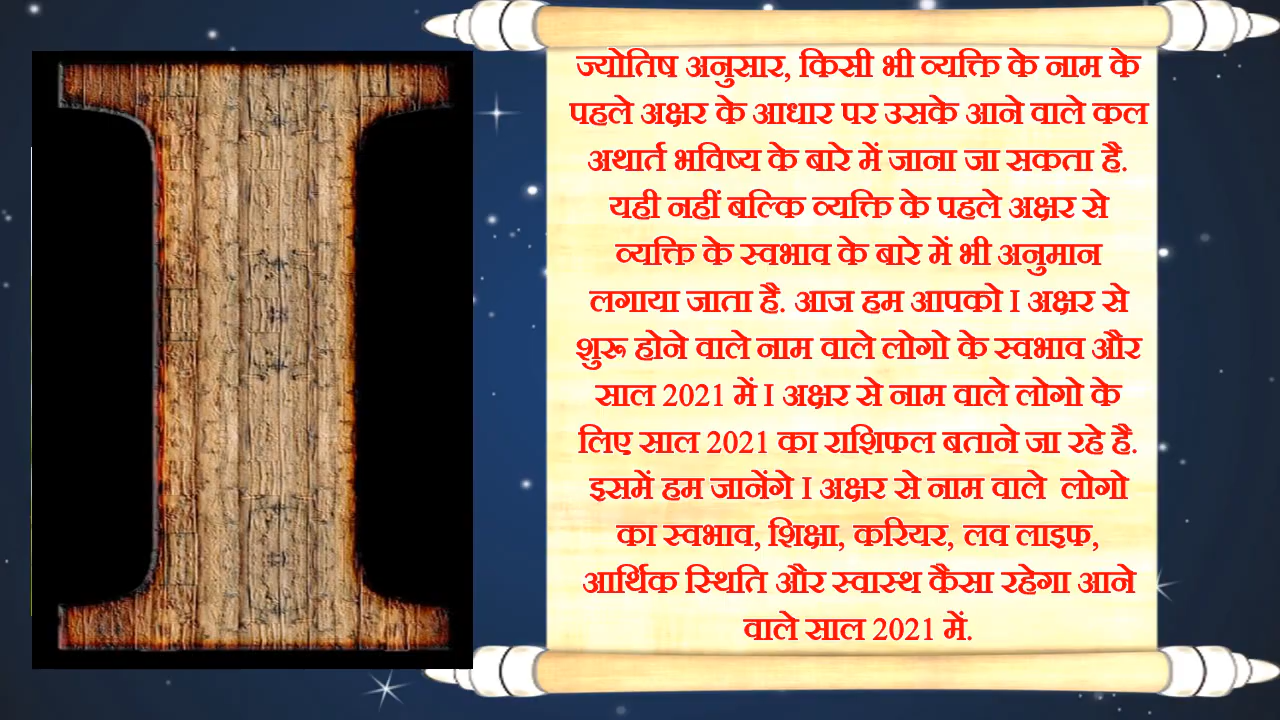 I
ज्योतिष अनुसार, किसी भी व्यक्ति के नाम के
पहले अक्षर के आधार पर उसके आने वाले कल
अथार्त भविष्य के बारे में जाना जा सकता है.
यही नहीं बल्कि व्यक्ति के पहले अक्षर से
व्यक्ति के स्वभाव के बारे में भी अनुमान
लगाया जाता है. आज हम आपको I अक्षर से
शुरू होने वाले नाम वाले लोगो के स्वभाव और
साल 2021 में I अक्षर से नाम वाले लोगो के
लिए साल 2021 का राशिफल बताने जा रहे है.
इसमें हम जानेंगे I अक्षर से नाम वाले लोगो
का स्वभाव, शिक्षा, करियर, लव लाइफ,
आर्थिक स्थिति और स्वास्थ कैसा रहेगा आने
वाले साल 2021 में.